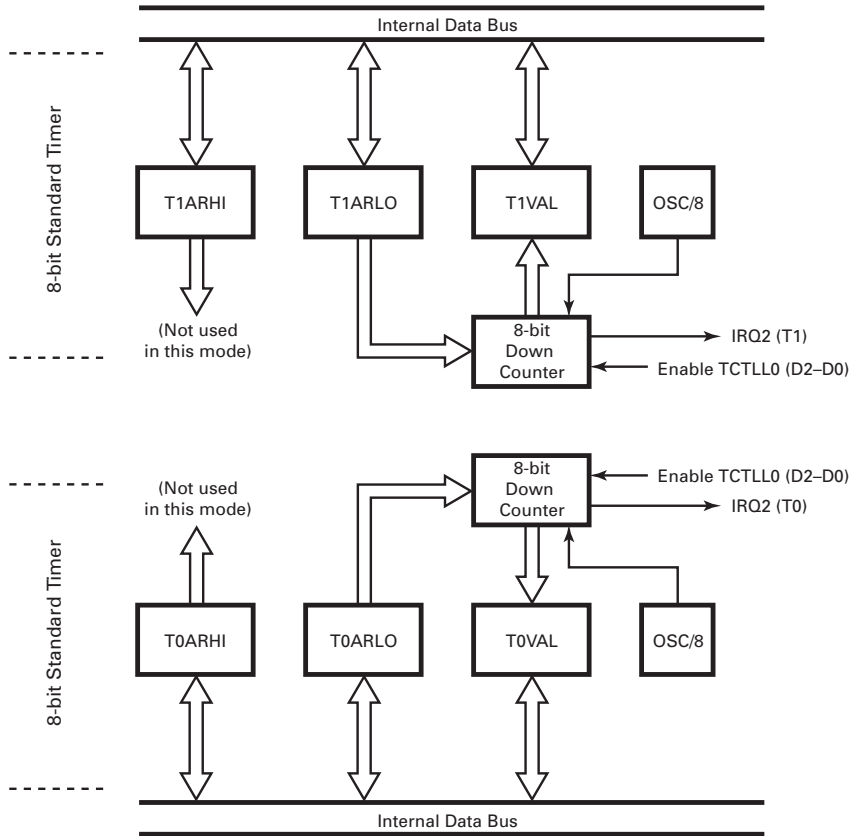 Internal Data Bus
8-bit Standard Timer
T1ARHI
T1ARLO
T1VAL
OSC/8
(Not used
in this mode)
8-bit
Down
Counter
IRQ2 (T1)
Enable TCTLL0 (D2–D0)
8-bit Standard Timer
(Not used
in this mode)
8-bit
Down
Counter
Enable TCTLL0 (D2–D0)
IRQ2 (T0)
T0ARHI
T0ARLO
T0VAL
OSC/8
Internal Data Bus